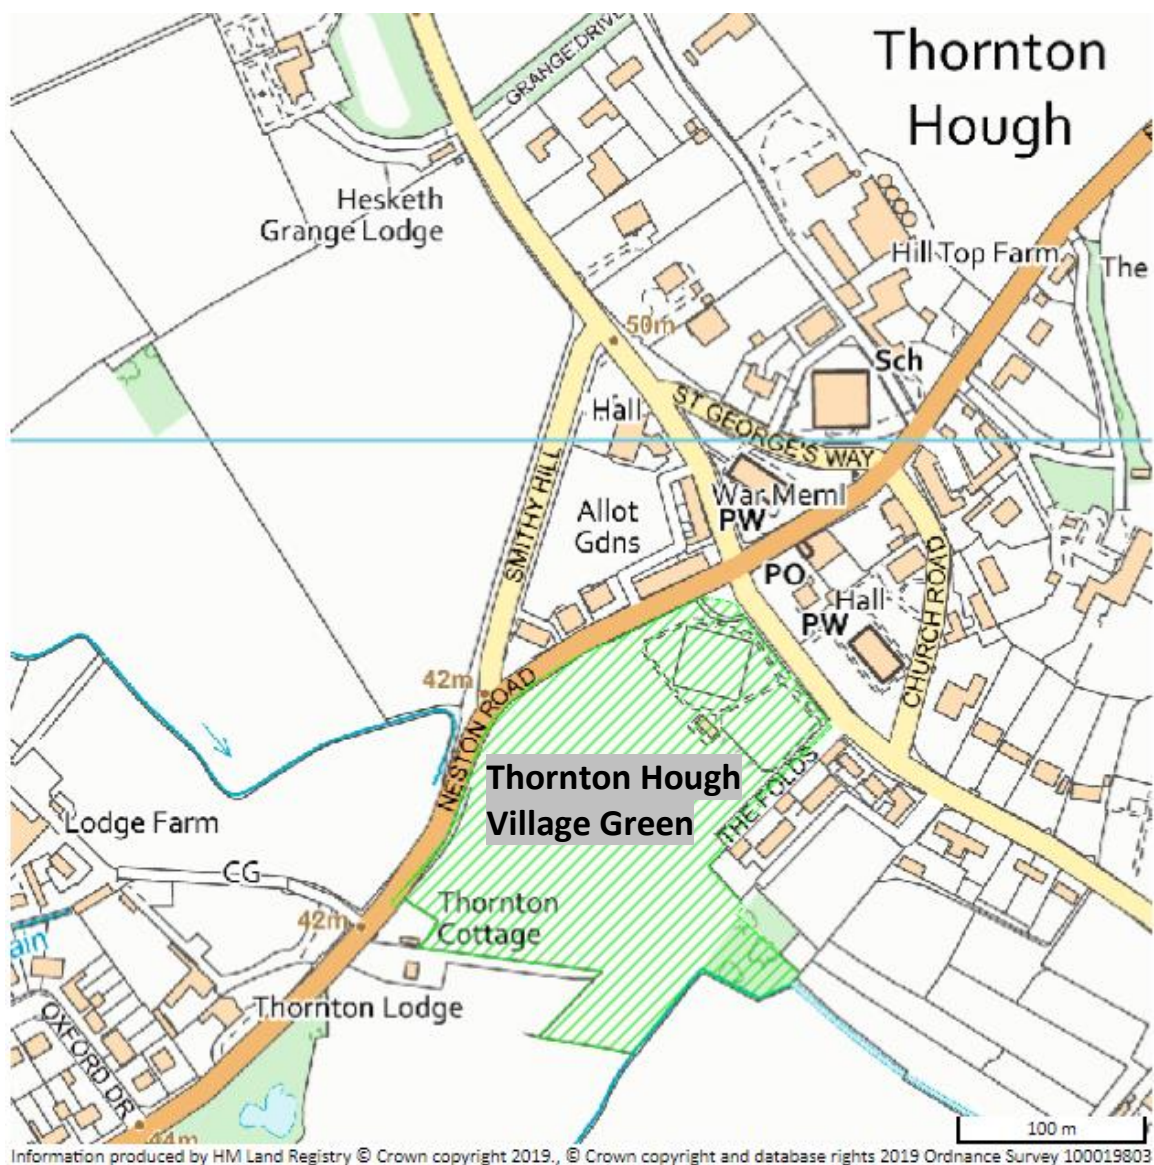 Thornton
Hough
GRANGE DRIVE
Hesketh
Grange Lodge
Hill Top Farm
The
50m
Sch
Hall
ST GEORGE'S WAY
SMITHY HILL
War Meml
PW
Allot
Gdns
PO
Hall
PW
CHURCH ROAD
42m
NESTON ROAD
Thornton Hough
Village Green
THE FOLDS
Lodge Farm
CG
Thornton
Cottage
42m
ain
Thornton Lodge
OXFORD DR
44m
100 m
Information produced by HM Land Registry © Crown copyright 2019., © Crown copyright and database rights 2019 Ordnance Survey 100019803